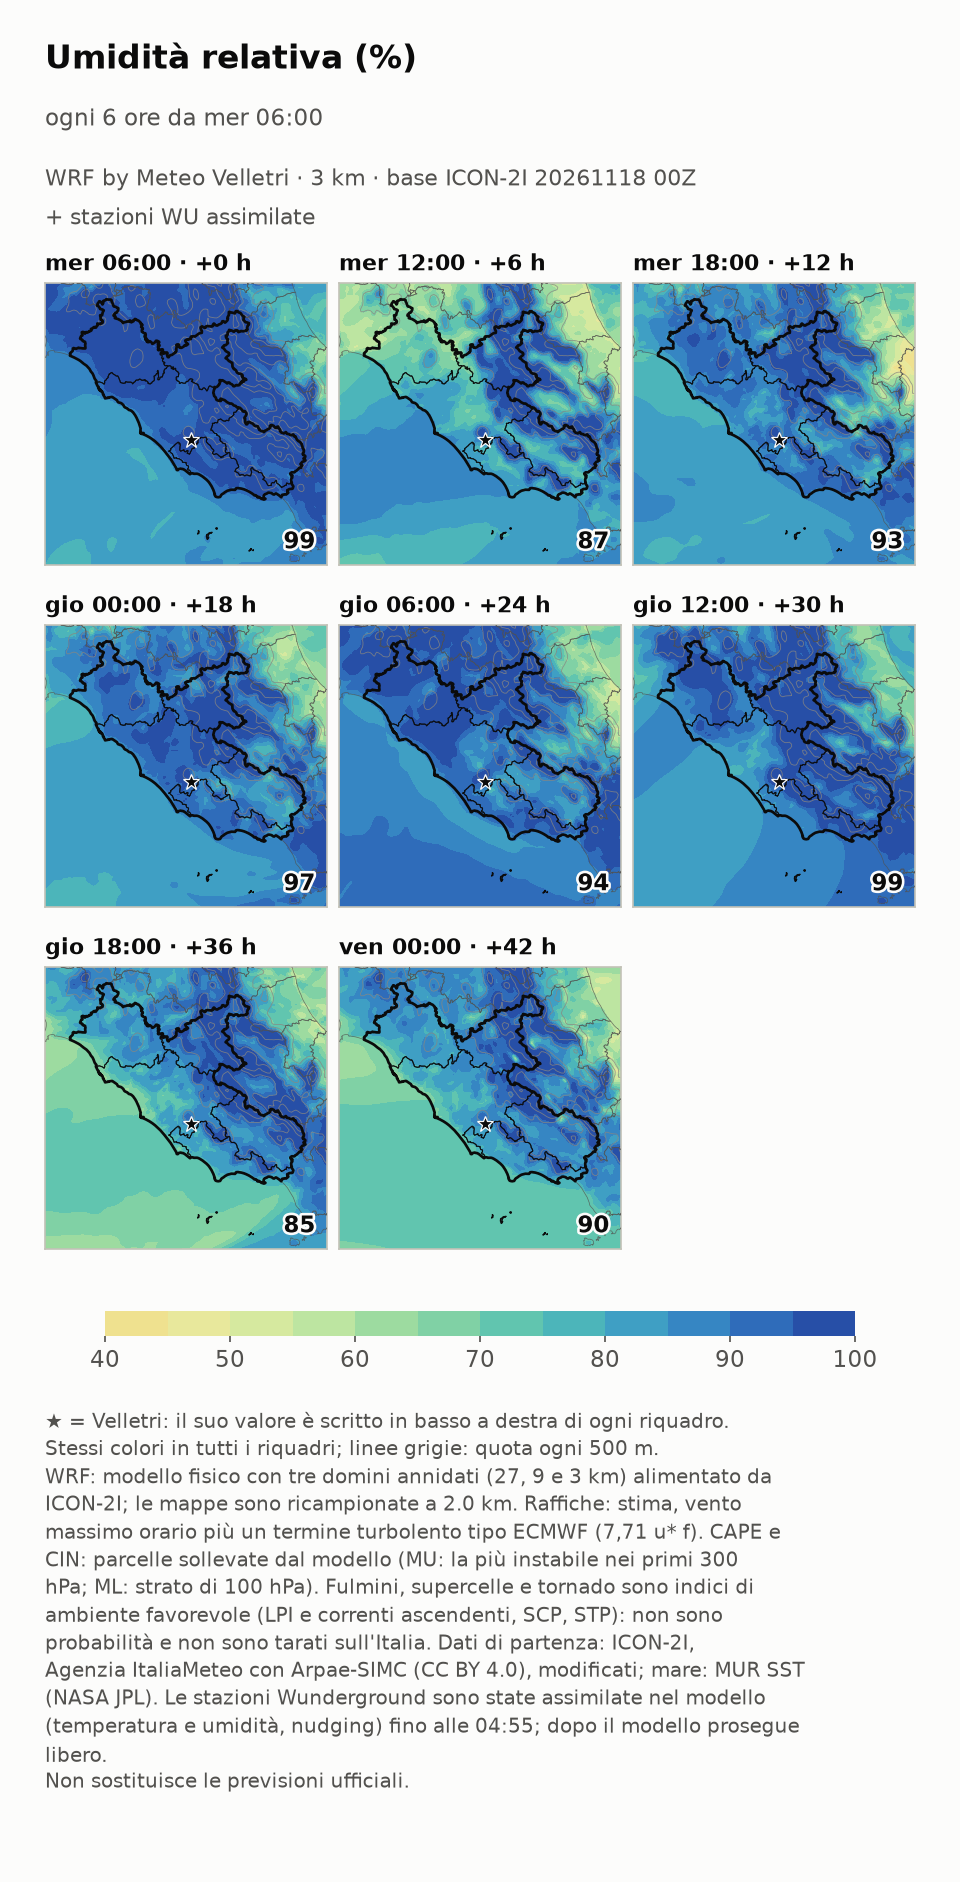 Umidità relativa (%)
ogni 6 ore da mer 06:00
WRF by Meteo Velletri · 3 km · base ICON-2I 20261118 00Z
+ stazioni WU assimilate
mer 06:00 · +0 h
mer 12:00 · +6 h
mer 18:00 · +12 h
99
87
93
gio 00:00 · +18 h
gio 06:00 · +24 h
gio 12:00 · +30 h
97
94
99
gio 18:00 · +36 h
ven 00:00 · +42 h
85
90
40 50 60 70 80 90 100
★ = Velletri: il suo valore è scritto in basso a destra di ogni riquadro.
Stessi colori in tutti i riquadri; linee grigie: quota ogni 500 m.
WRF: modello fisico con tre domini annidati (27, 9 e 3 km) alimentato da
ICON-2I; le mappe sono ricampionate a 2.0 km. Raffiche: stima, vento
massimo orario più un termine turbolento tipo ECMWF (7,71 u* f). CAPE e
CIN: parcelle sollevate dal modello (MU: la più instabile nei primi 300
hPa; ML: strato di 100 hPa). Fulmini, supercelle e tornado sono indici di
ambiente favorevole (LPI e correnti ascendenti, SCP, STP): non sono
probabilità e non sono tarati sull'Italia. Dati di partenza: ICON-2I,
Agenzia ItaliaMeteo con Arpae-SIMC (CC BY 4.0), modificati; mare: MUR SST
(NASA JPL). Le stazioni Wunderground sono state assimilate nel modello
(temperatura e umidità, nudging) fino alle 04:55; dopo il modello prosegue
libero.
Non sostituisce le previsioni ufficiali.